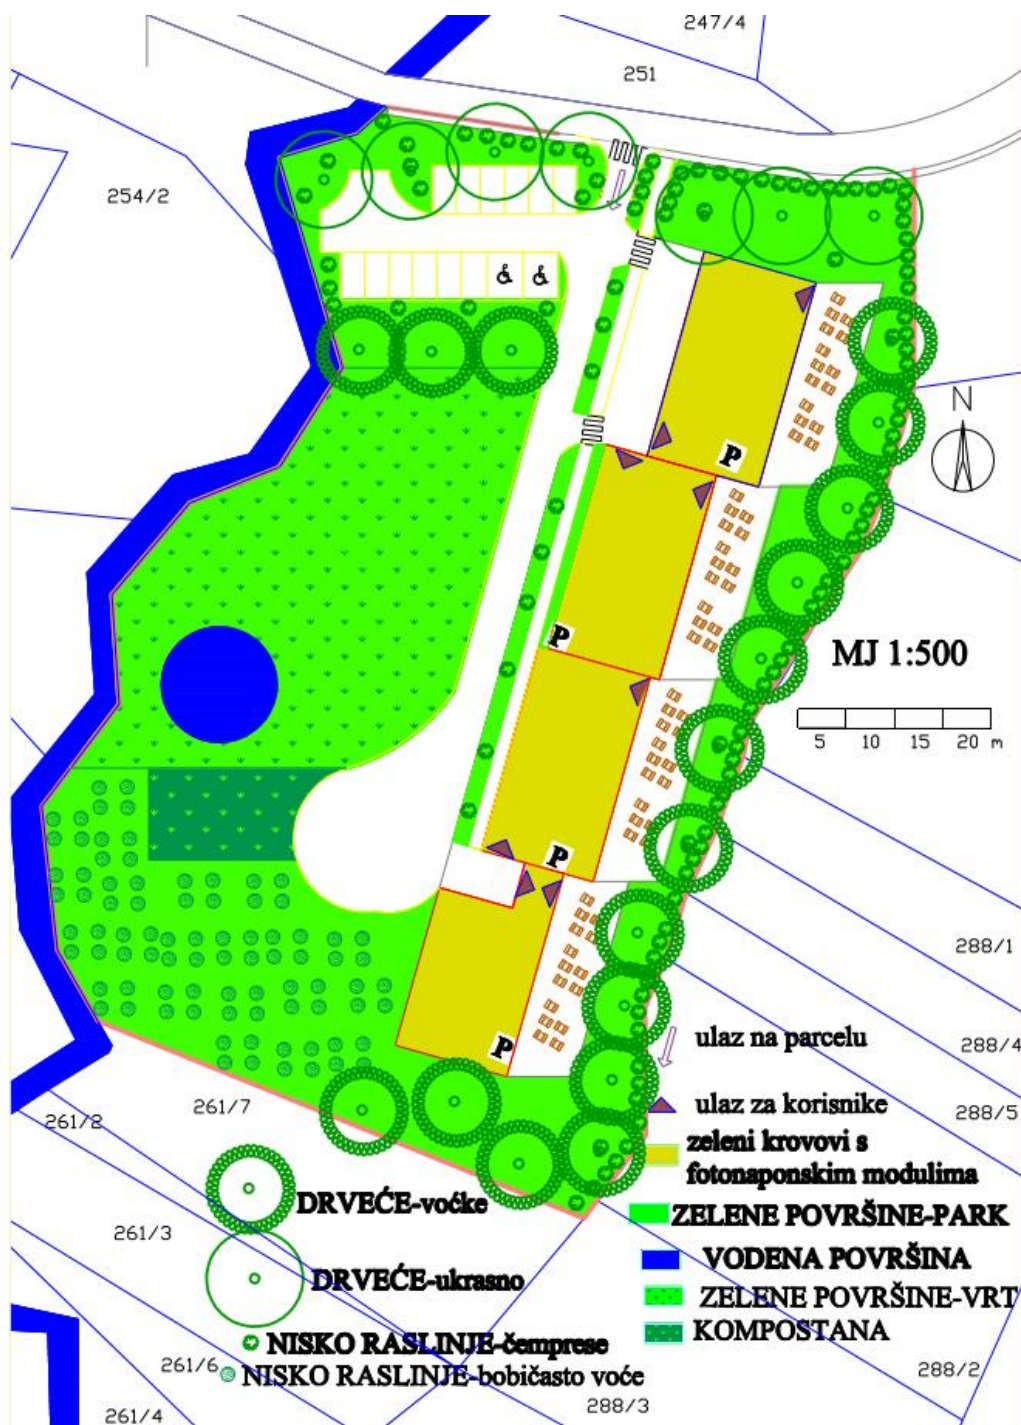 247/4
251
254/2
N
P
P
MJ 1:500
5 10 15 20 m
P
P
288/1
ulaz na parcelu
288/4
261/2
261/7
ulaz za korisnike
288/5
zeleni krovovi s
fotonaponskim modulima
DRVEĆE-voćke
ZELENE POVRŠINE-PARK
261/3
VODENA POVRŠINA
DRVEĆE-ukrasno
ZELENE POVRŠINE-VRT
KOMPOSTANA
NISKO RASLINJE-čemprese
261/6
NISKO RASLINJE-bobičasto voće
288/2
288/3
261/4